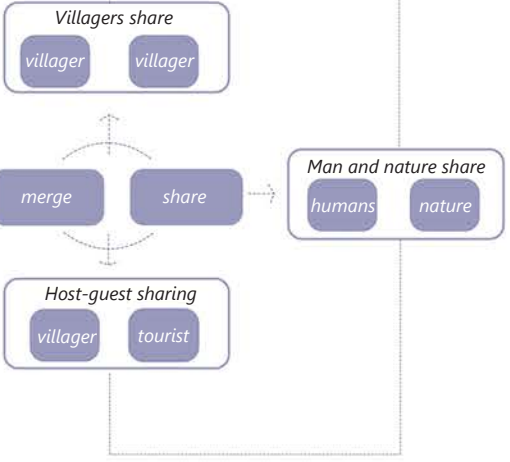 Villagers share
villager villager
merge share
Man and nature share
humans nature
Host-guest sharing
villager tourist